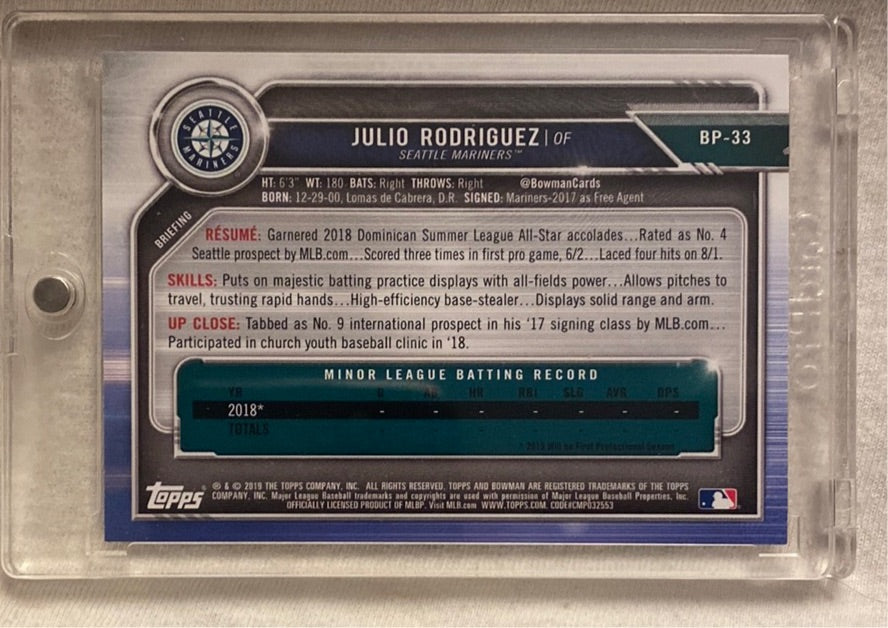 SEATTLE MARINERS
JULIO RODRIGUEZ | OF
SEATTLE MARINERS™
BP-33
HT: 6'3" WT: 180 BATS: Right THROWS: Right @BowmanCards
BORN: 12-29-00, Lomas de Cabrera, D.R. SIGNED: Mariners-2017 as Free Agent
BRIEFING
RÉSUMÉ: Garnered 2018 Dominican Summer League All-Star accolades...Rated as No. 4
Seattle prospect by MLB.com...Scored three times in first pro game, 6/2...Laced four hits on 8/1.
SKILLS: Puts on majestic batting practice displays with all-fields power...Allows pitches to
travel, trusting rapid hands...High-efficiency base-stealer...Displays solid range and arm.
UP CLOSE: Tabbed as No. 9 international prospect in his '17 signing class by MLB.com...
Participated in church youth baseball clinic in '18.
MINOR LEAGUE BATTING RECORD
YR G AB HR RBI SLG AVG OPS
2018* - - - - - - -
TOTALS - - - - - - -
* 2019 Will be First Professional Season
Topps ® & © 2019 THE TOPPS COMPANY, INC. ALL RIGHTS RESERVED. TOPPS AND BOWMAN ARE REGISTERED TRADEMARKS OF THE TOPPS
COMPANY, INC. Major League Baseball trademarks and copyrights are used with permission of Major League Baseball Properties, Inc.
OFFICIALLY LICENSED PRODUCT OF MLBP. Visit MLB.com WWW.TOPPS.COM. CODE#CMP032553